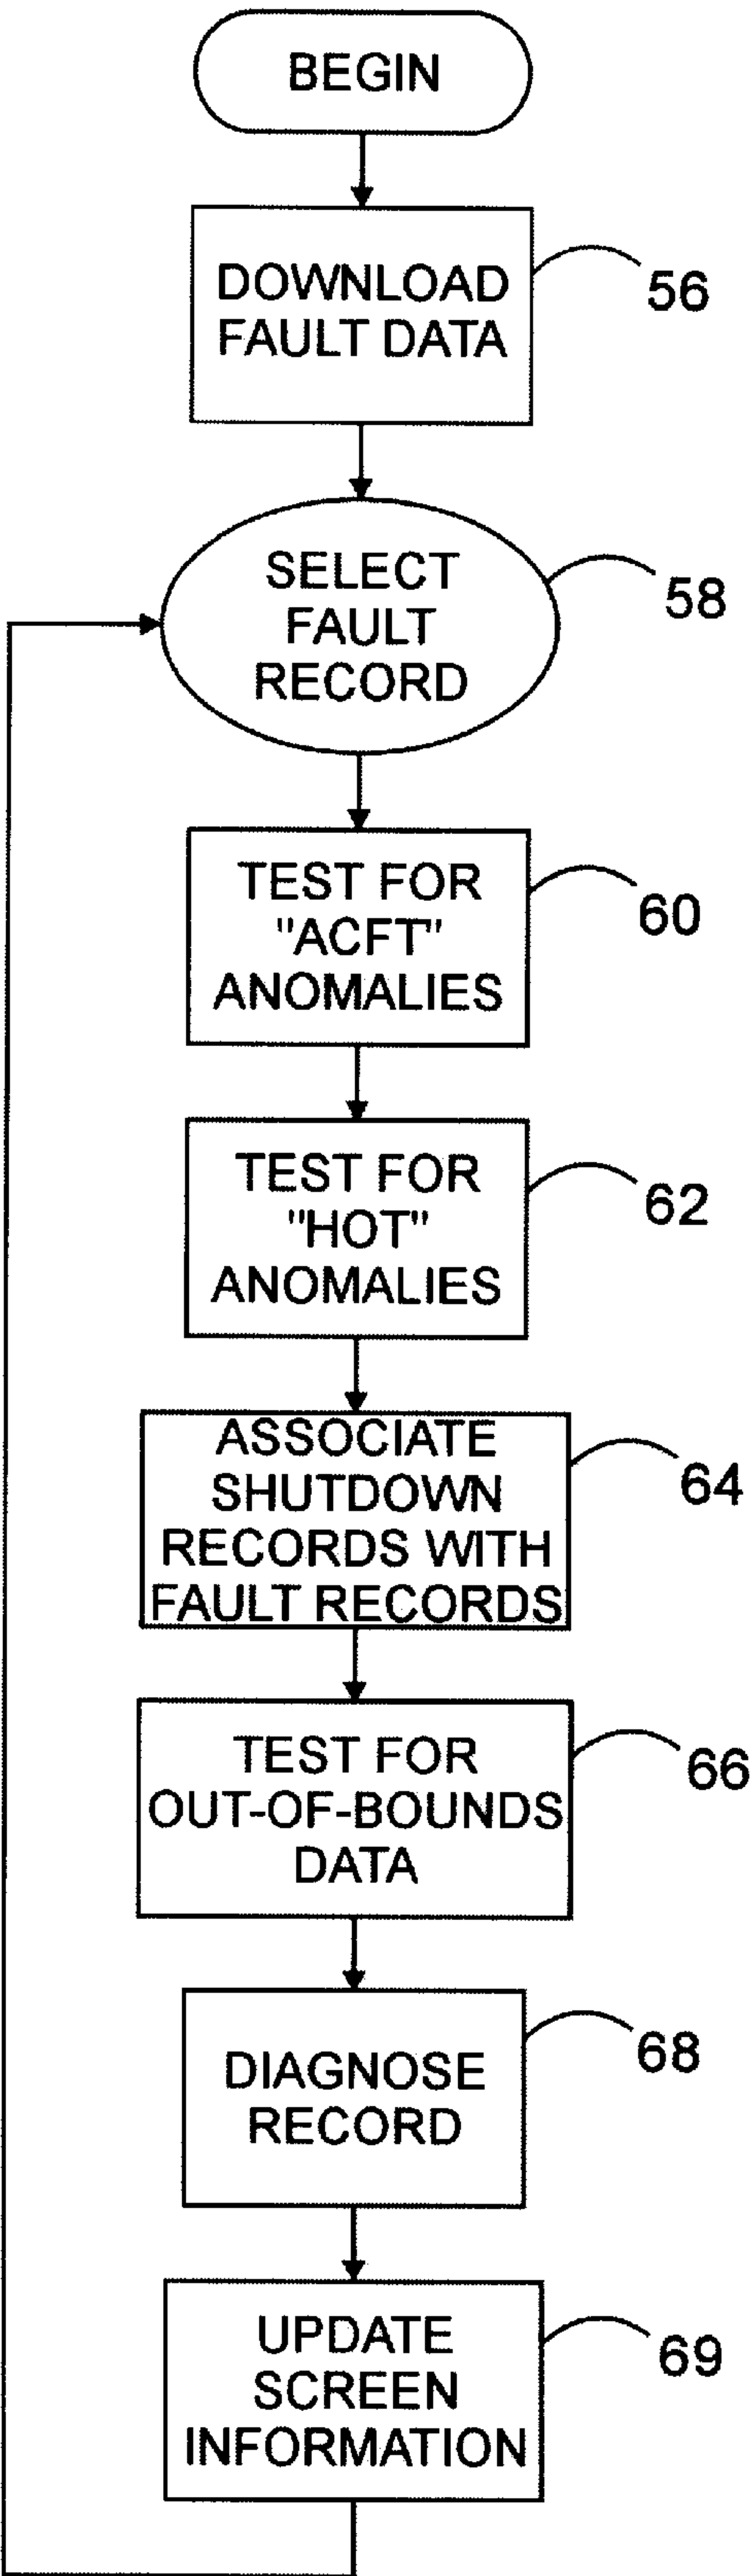 BEGIN
DOWNLOAD
FAULT DATA
56
SELECT
FAULT
RECORD
58
TEST FOR
"ACFT"
ANOMALIES
60
TEST FOR
"HOT"
ANOMALIES
62
ASSOCIATE
SHUTDOWN
RECORDS WITH
FAULT RECORDS
64
TEST FOR
OUT-OF-BOUNDS
DATA
66
DIAGNOSE
RECORD
68
UPDATE
SCREEN
INFORMATION
69